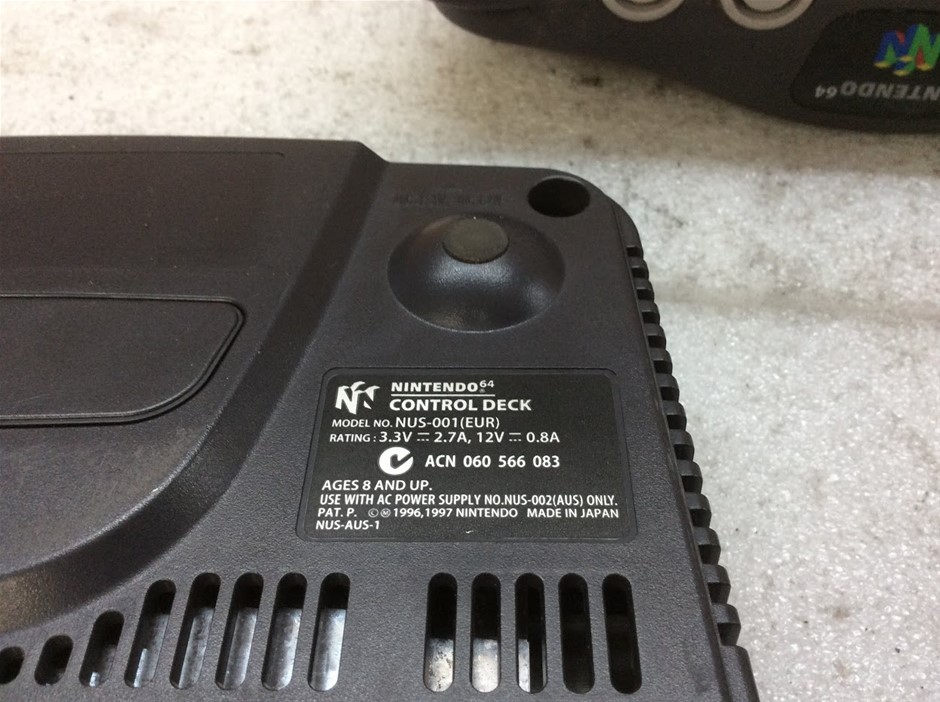 NINTENDO 64
NINTENDO64
®
CONTROL DECK
MODEL NO. NUS-001(EUR)
RATING : 3.3V ⎓ 2.7A, 12V ⎓ 0.8A
ACN 060 566 083
AGES 8 AND UP.
USE WITH AC POWER SUPPLY NO.NUS-002(AUS) ONLY.
PAT. P. ©Ⓜ 1996,1997 NINTENDO MADE IN JAPAN
NUS-AUS-1